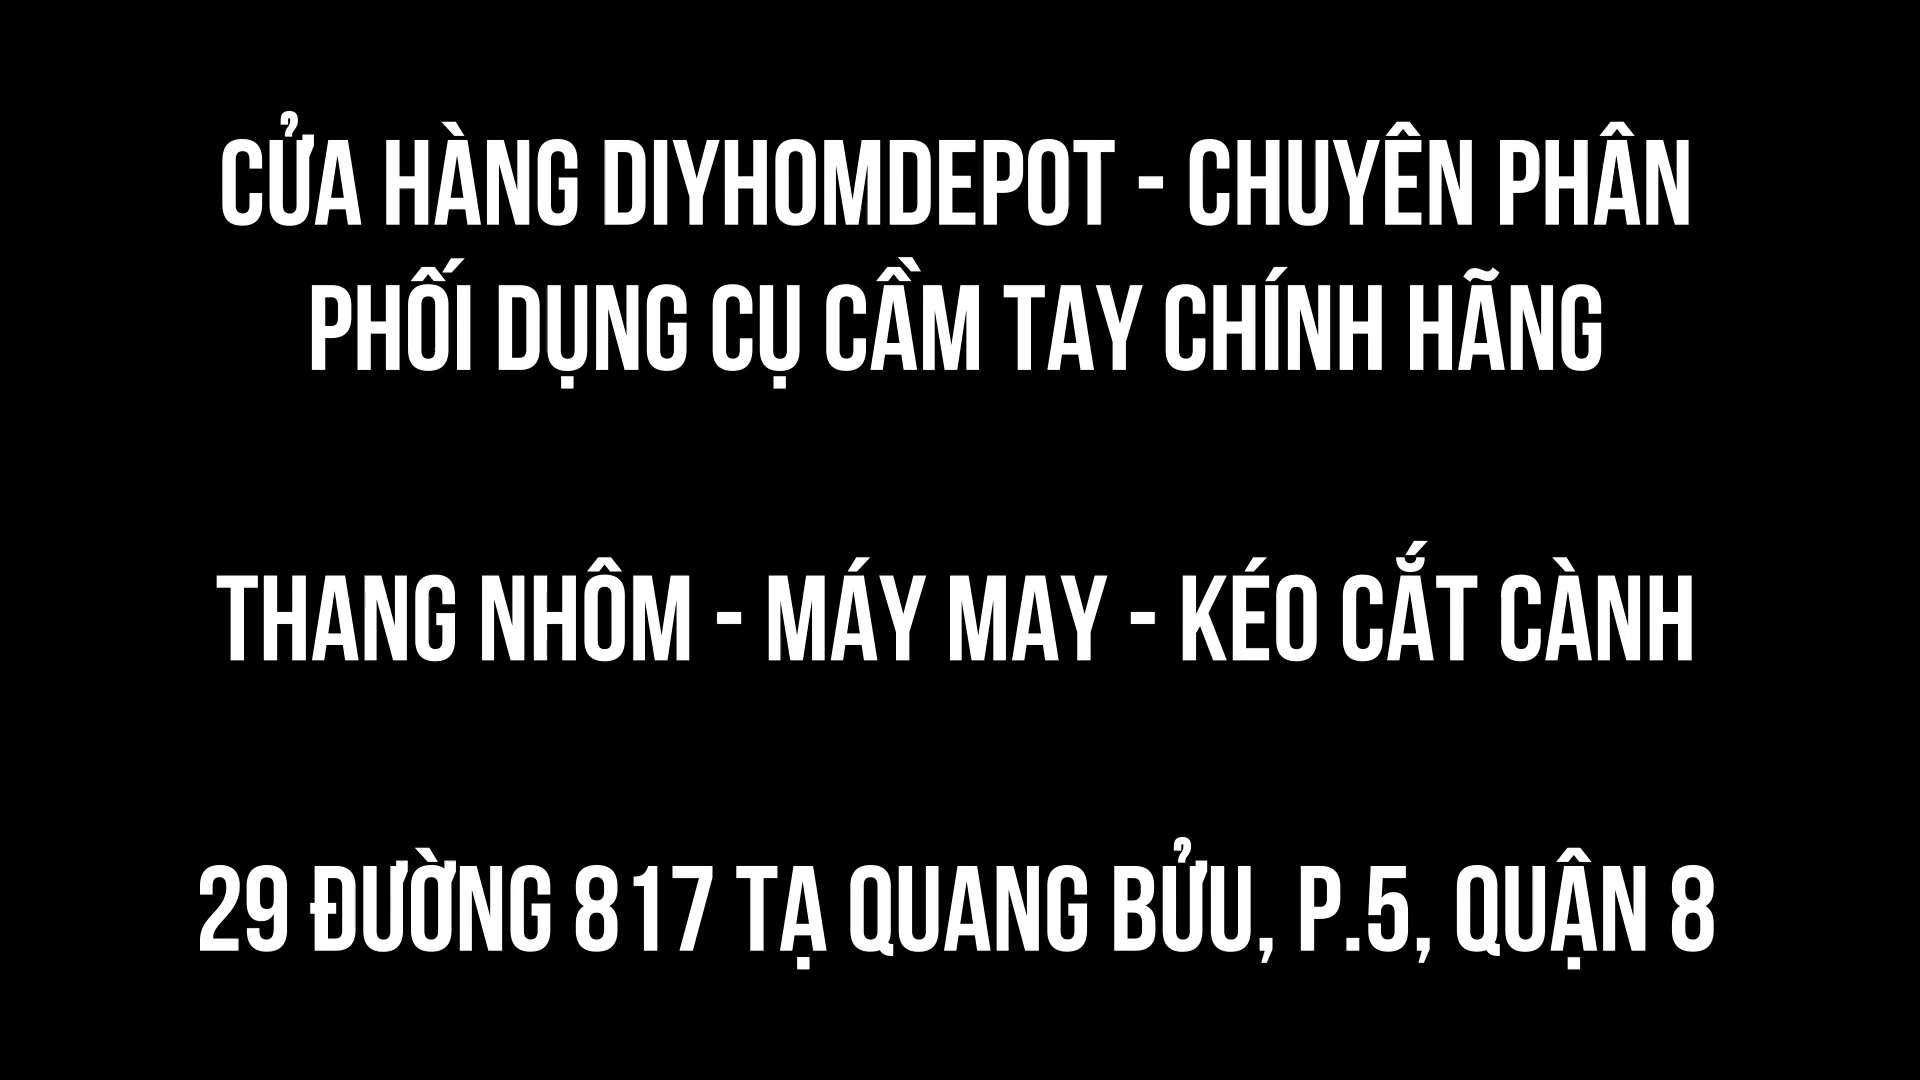 CỬA HÀNG DIYHOMDEPOT - CHUYÊN PHÂN
PHỐI DỤNG CỤ CẦM TAY CHÍNH HÃNG
THANG NHÔM - MÁY MAY - KÉO CẮT CÀNH
29 ĐƯỜNG 817 TẠ QUANG BỬU, P.5, QUẬN 8